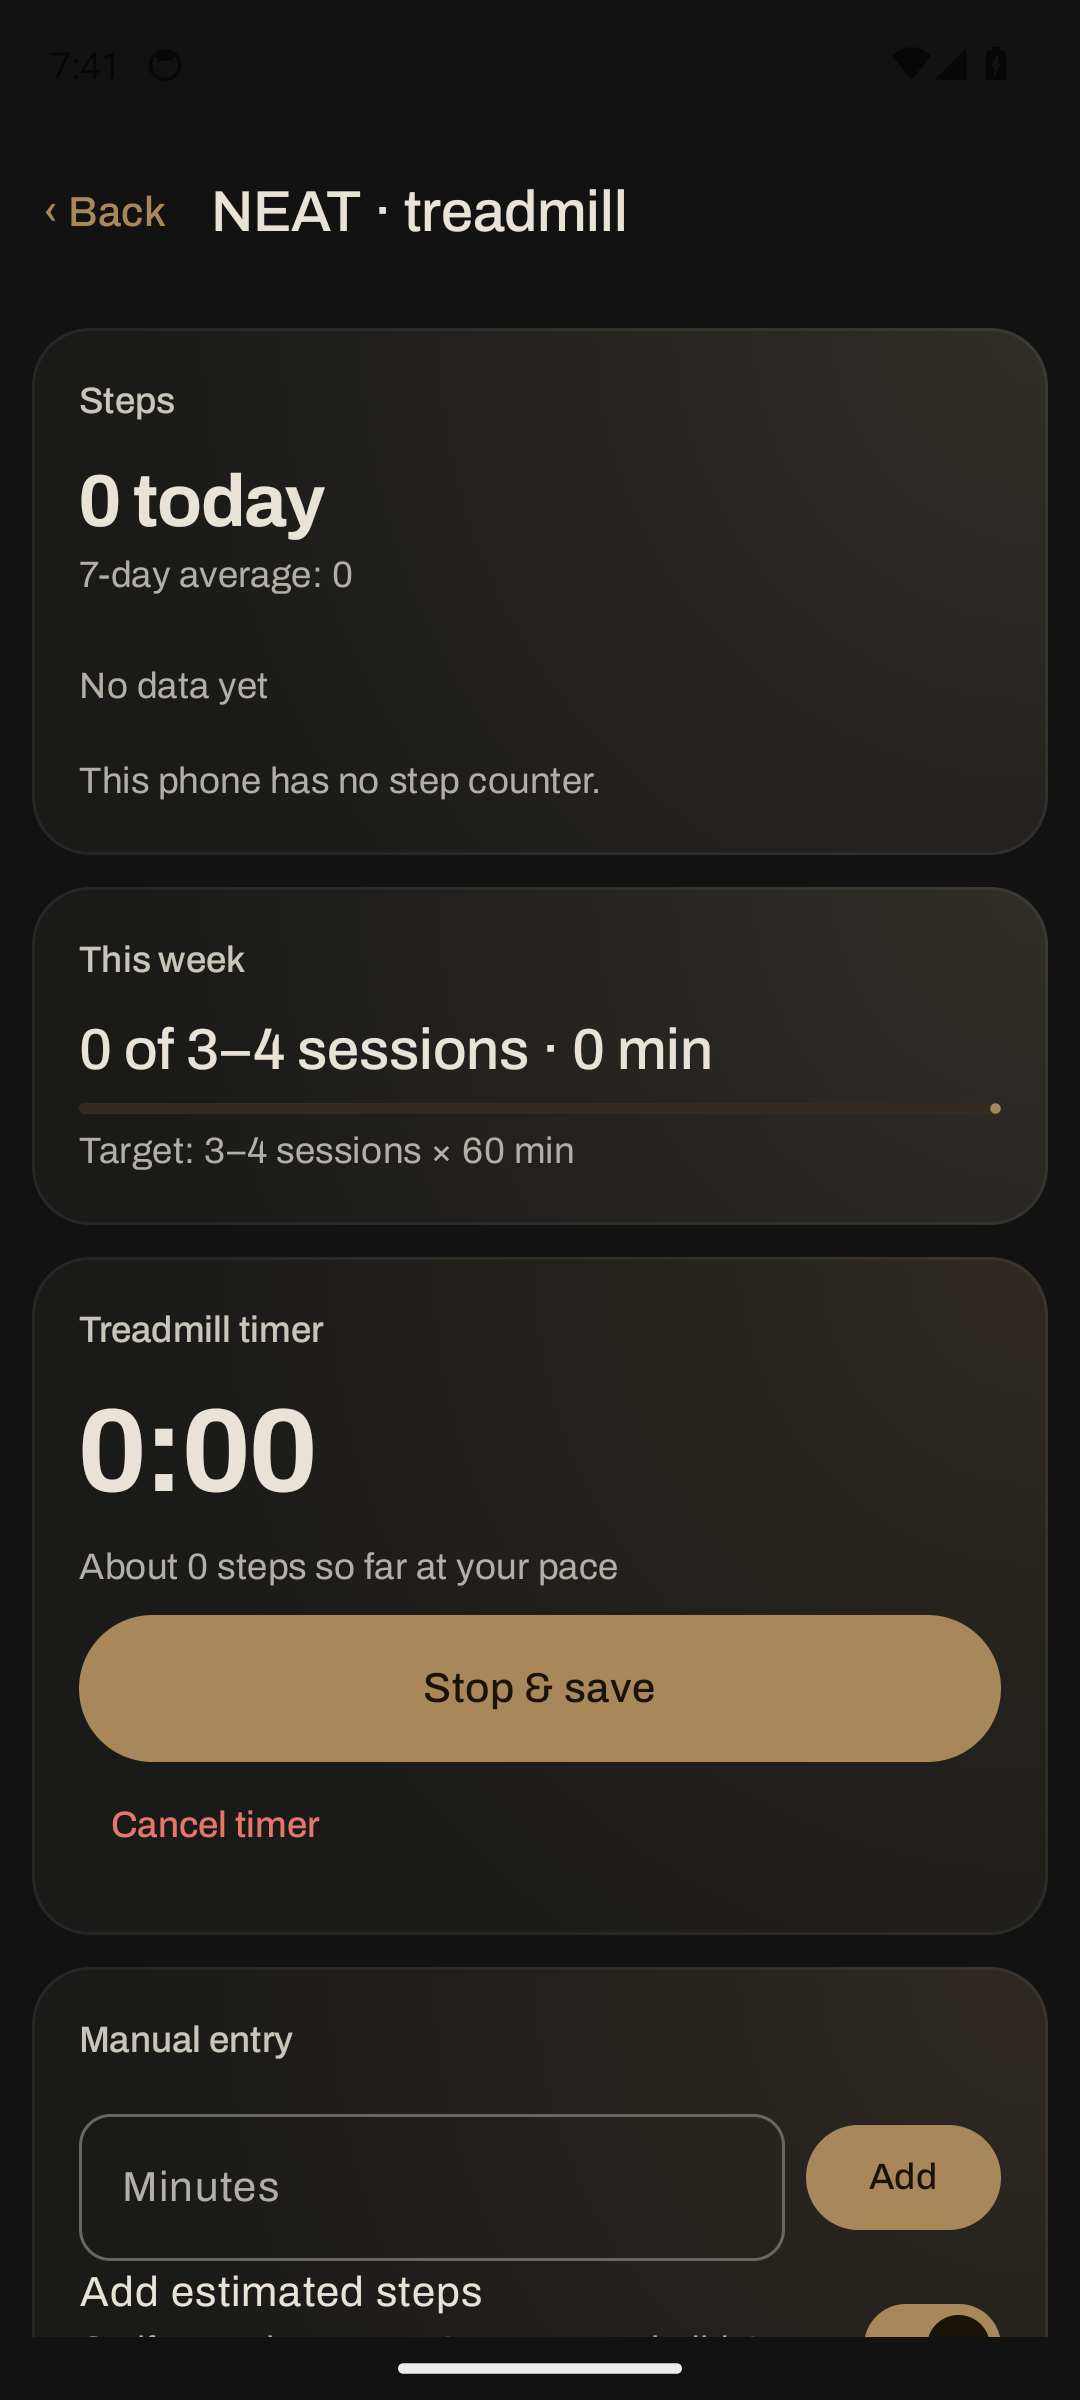 7:41
‹ Back NEAT · treadmill
Steps
0 today
7-day average: 0
No data yet
This phone has no step counter.
This week
0 of 3–4 sessions · 0 min
Target: 3–4 sessions × 60 min
Treadmill timer
0:00
About 0 steps so far at your pace
Stop & save
Cancel timer
Manual entry
Minutes
Add
Add estimated steps